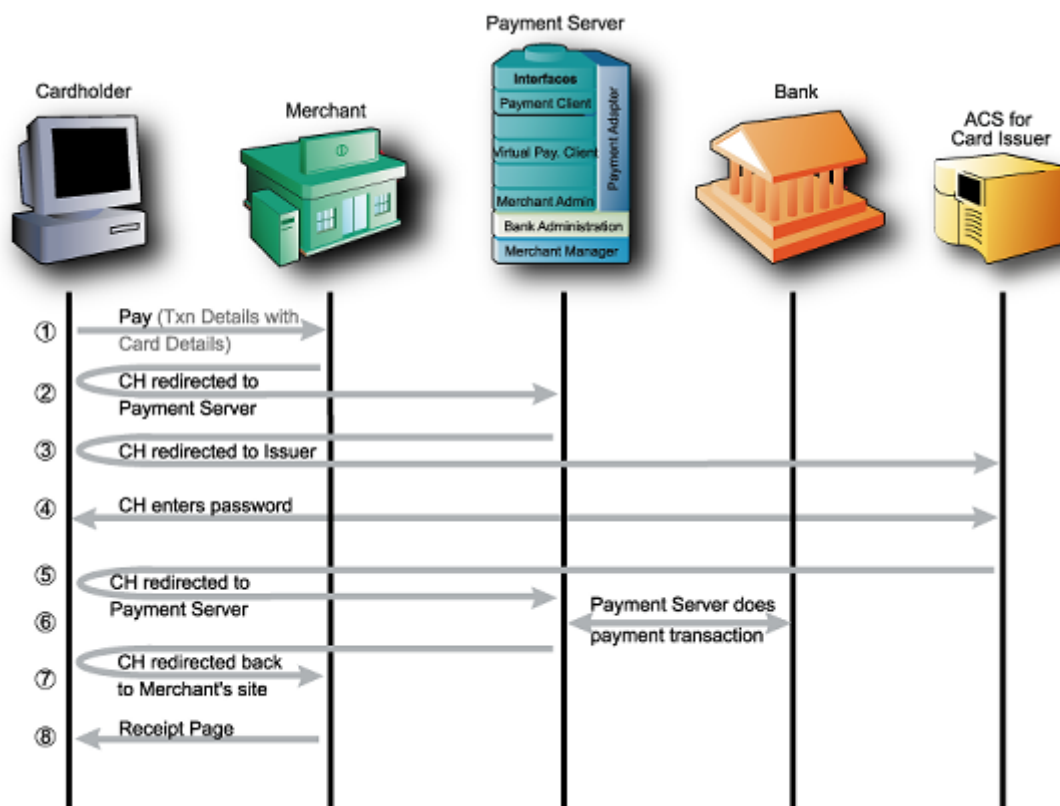 Payment Server
Cardholder
Merchant
Bank
ACS for
Card Issuer
Interfaces
Payment Client
Virtual Pay. Client
Merchant Admin
Payment Adapter
Bank Administration
Merchant Manager
① Pay (Txn Details with
Card Details)
② CH redirected to
Payment Server
③ CH redirected to Issuer
④ CH enters password
⑤ CH redirected to
Payment Server
⑥ Payment Server does
payment transaction
⑦ CH redirected back
to Merchant's site
⑧ Receipt Page